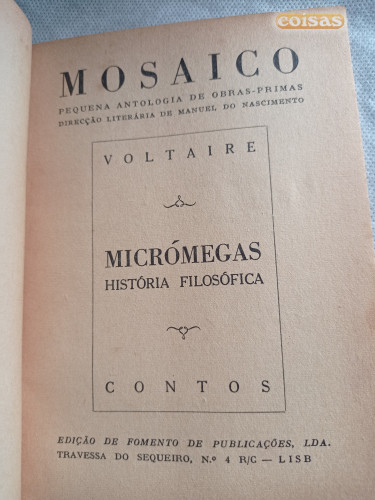 coisas
MOSAICO
PEQUENA ANTOLOGIA DE OBRAS-PRIMAS
DIRECÇÃO LITERÁRIA DE MANUEL DO NASCIMENTO
VOLTAIRE
MICRÓMEGAS
HISTÓRIA FILOSÓFICA
CONTOS
EDIÇÃO DE FOMENTO DE PUBLICAÇÕES, LDA.
TRAVESSA DO SEQUEIRO, N.º 4 R/C — LISB